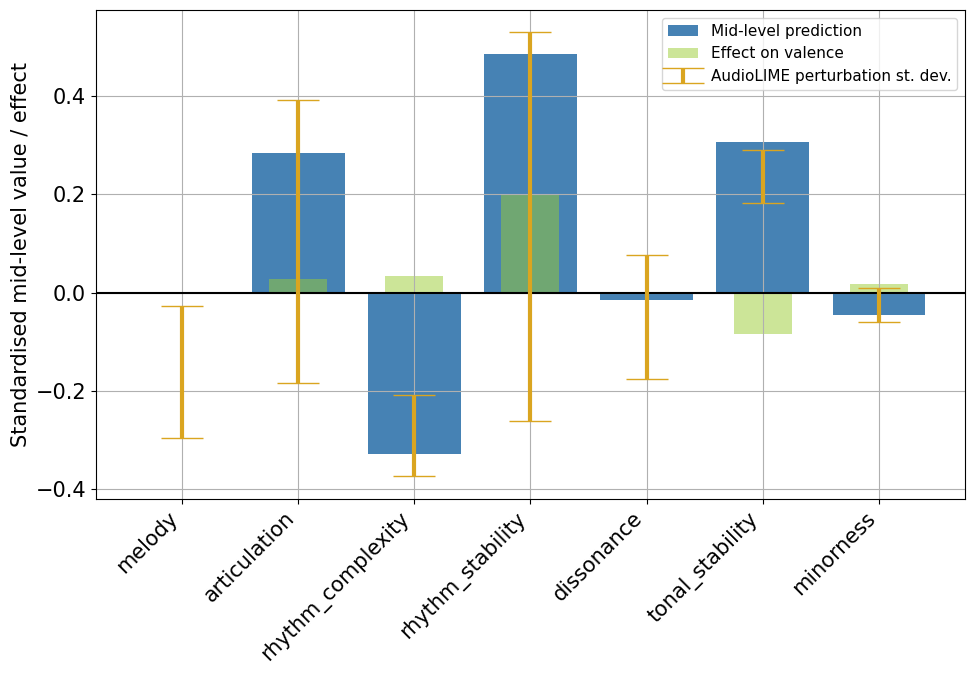 Mid-level prediction
Effect on valence
AudioLIME perturbation st. dev.
Standardised mid-level value / effect
0.4
0.2
0.0
−0.2
−0.4
melody
articulation
rhythm_complexity
rhythm_stability
dissonance
tonal_stability
minorness